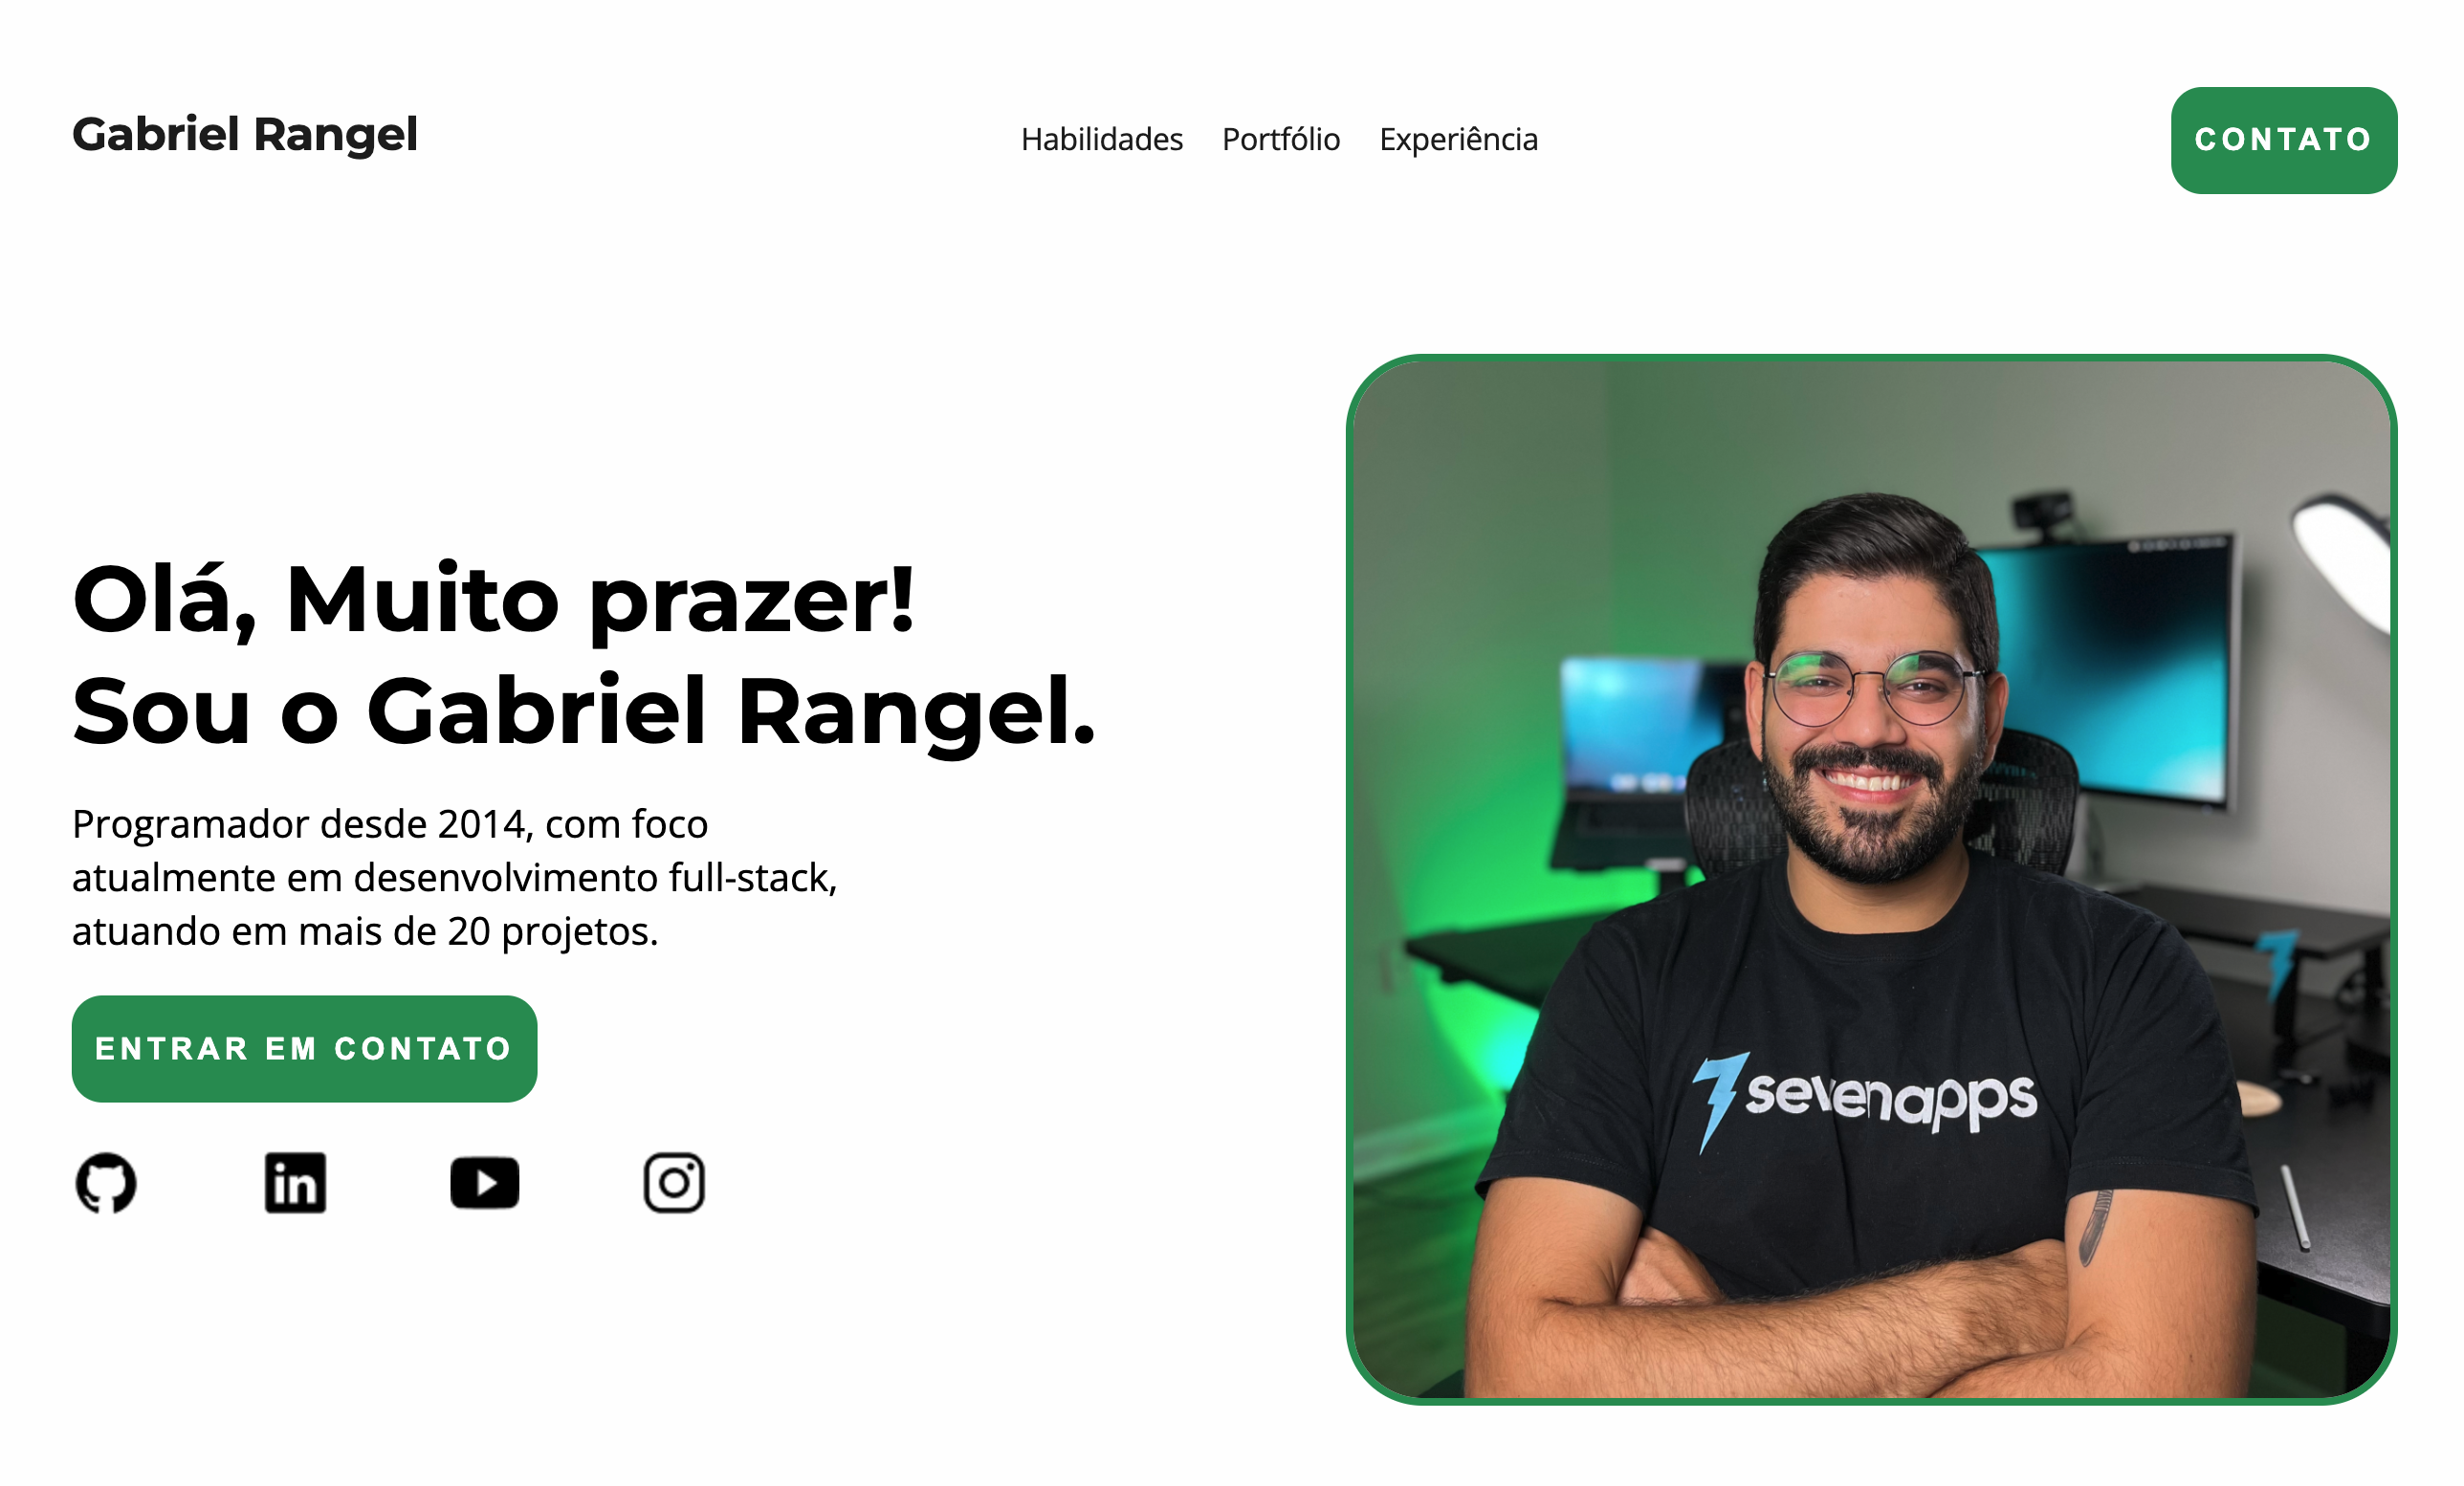 Gabriel Rangel
Habilidades Portfólio Experiência
CONTATO
Olá, Muito prazer!
Sou o Gabriel Rangel.
Programador desde 2014, com foco
atualmente em desenvolvimento full-stack,
atuando em mais de 20 projetos.
ENTRAR EM CONTATO
in
sevenapps